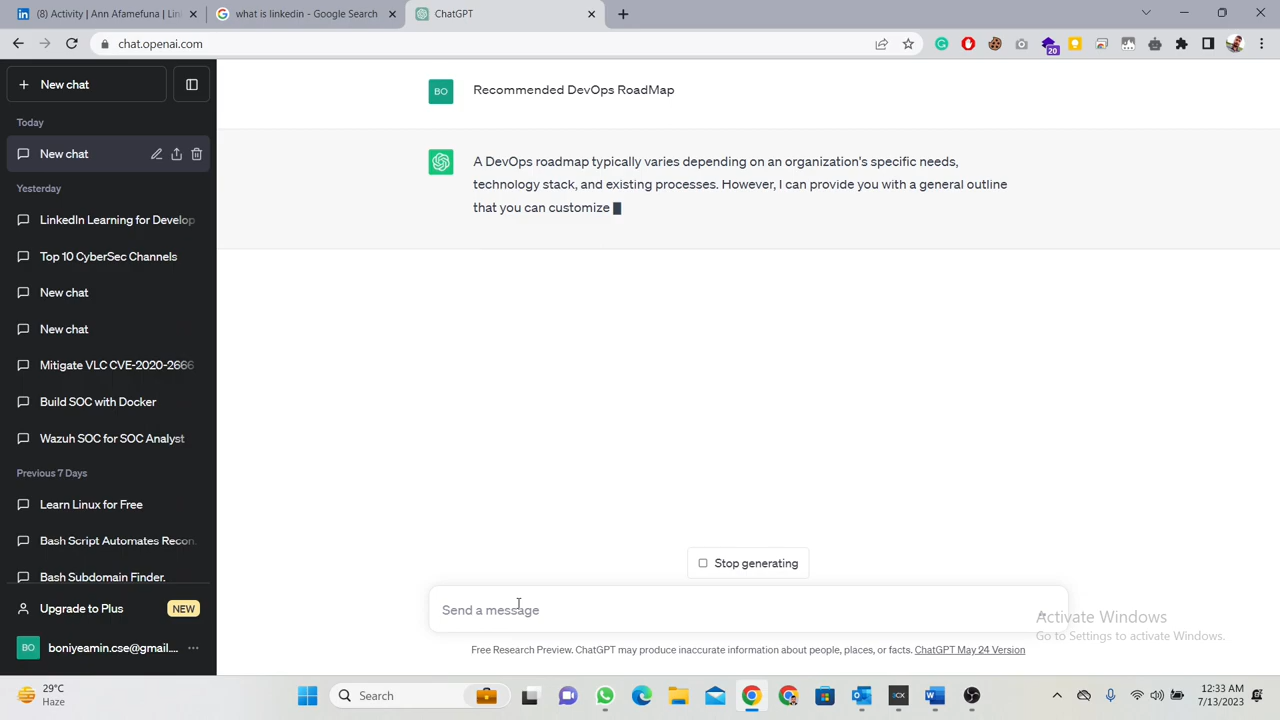 Activity | Ann Afamefuna | Lin
what is linkedin - Google Search
ChatGPT
chat.openai.com
20
New chat
Today
New chat
Yesterday
LinkedIn Learning for Develop
Top 10 CyberSec Channels
New chat
New chat
Mitigate VLC CVE-2020-2666
Build SOC with Docker
Wazuh SOC for SOC Analyst
Previous 7 Days
Learn Linux for Free
Bash Script Automates Recon.
Bash Subdomain Finder.
Upgrade to Plus
NEW
BO
boniyeamin.cse@gmail....
BO
Recommended DevOps RoadMap
A DevOps roadmap typically varies depending on an organization's specific needs,
technology stack, and existing processes. However, I can provide you with a general outline
that you can customize
Stop generating
Send a message
Free Research Preview. ChatGPT may produce inaccurate information about people, places, or facts. ChatGPT May 24 Version
Activate Windows
Go to Settings to activate Windows.
29°C
Haze
Search
12:33 AM
7/13/2023